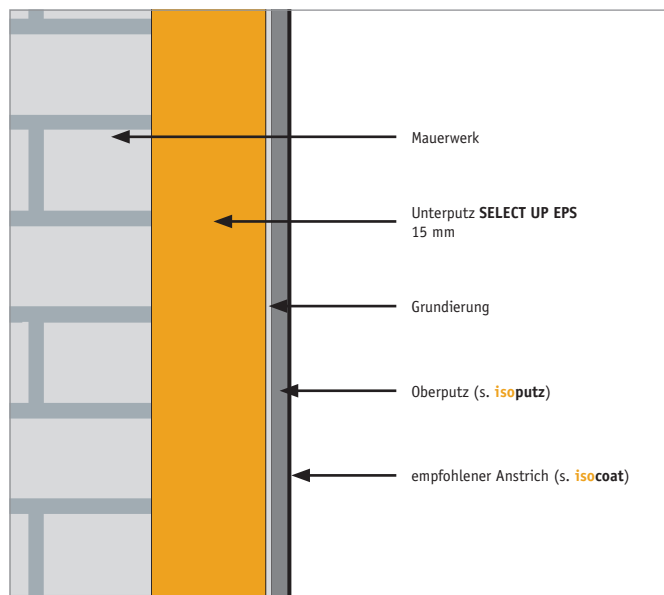 Mauerwerk
Unterputz SELECT UP EPS
15 mm
Grundierung
Oberputz (s. isoputz)
empfohlener Anstrich (s. isocoat)